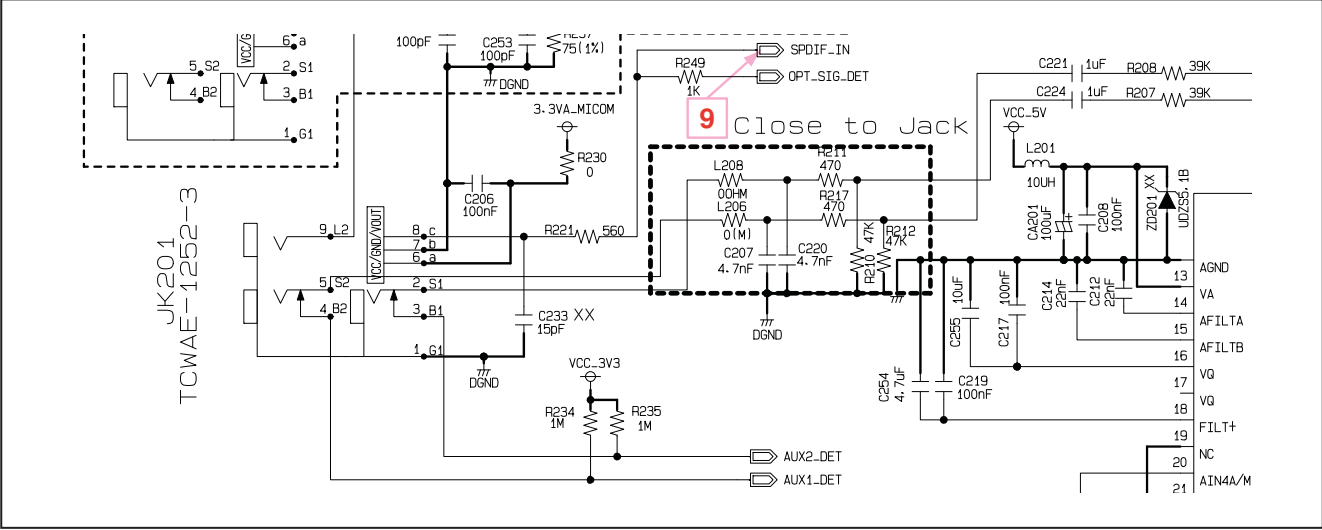 100pF
C253
100pF
75(1%)
DGND
VCC/G
6 a
5 S2
4 B2
2 S1
3 B1
1 G1
SPDIF_IN
R249
1K
OPT_SIG_DET
9
Close to Jack
3.3VA_MICOM
R230
0
C206
100nF
C221 1uF R208 39K
C224 1uF R207 39K
VCC_5V
L201
10UH
CA201
100uF
C208
100nF
ZD201 XX
UDZS5.1B
L208
0OHM
L206
0(M)
R211
470
R217
470
C207
4.7nF
C220
4.7nF
R210
47K
R212
47K
DGND
JK201
TCWAE-1252-3
9 L2
VCC/GND/VOUT
8 c
7 b
6 a
5 S2
4 B2
2 S1
3 B1
1 G1
R221 560
C233 XX
15pF
DGND
VCC_3V3
R234
1M
R235
1M
AUX2_DET
AUX1_DET
C255
10uF
C217
100nF
C214
22nF
C212
22nF
C254
4.7uF
C219
100nF
AGND
13
VA
14
AFILTA
15
AFILTB
16
VQ
17
VQ
18
FILT+
19
NC
20
AIN4A/M
21